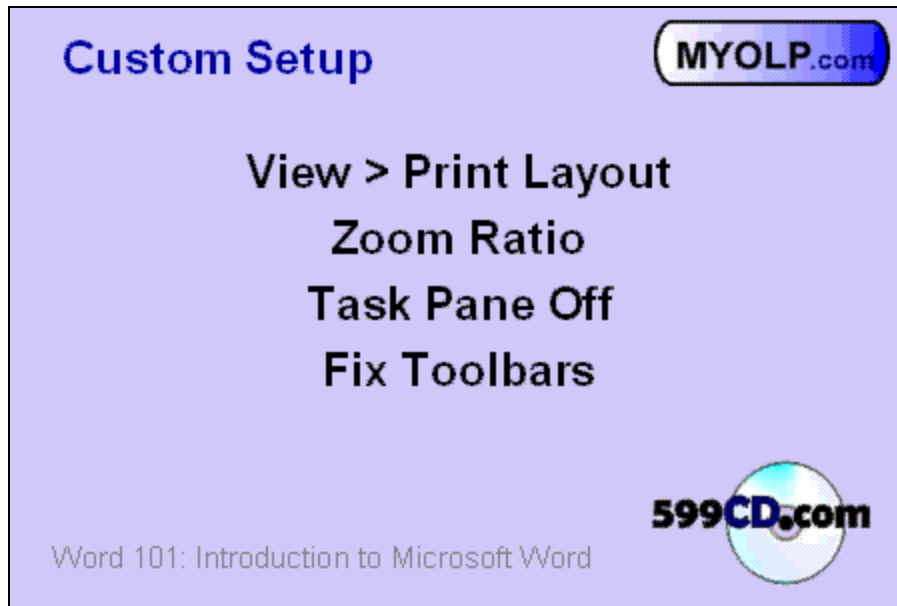 Custom Setup
MYOLP.com
View > Print Layout
Zoom Ratio
Task Pane Off
Fix Toolbars
599CD.com
Word 101: Introduction to Microsoft Word